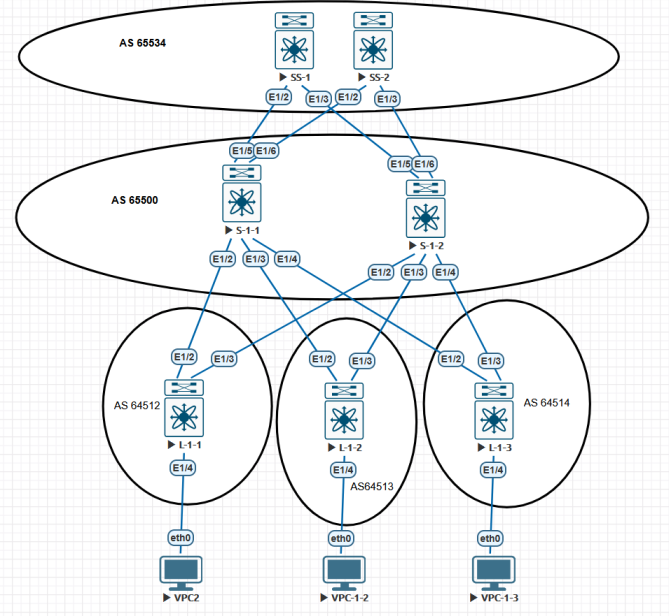 AS 65534
SS-1
SS-2
E1/2
E1/3
E1/2
E1/3
E1/5
E1/6
E1/5
E1/6
AS 65500
S-1-1
S-1-2
E1/2
E1/3
E1/4
E1/2
E1/3
E1/4
E1/2
E1/3
E1/2
E1/3
E1/2
E1/3
AS 64512
AS 64514
L-1-1
L-1-2
L-1-3
E1/4
E1/4
E1/4
AS64513
eth0
eth0
eth0
VPC2
VPC-1-2
VPC-1-3